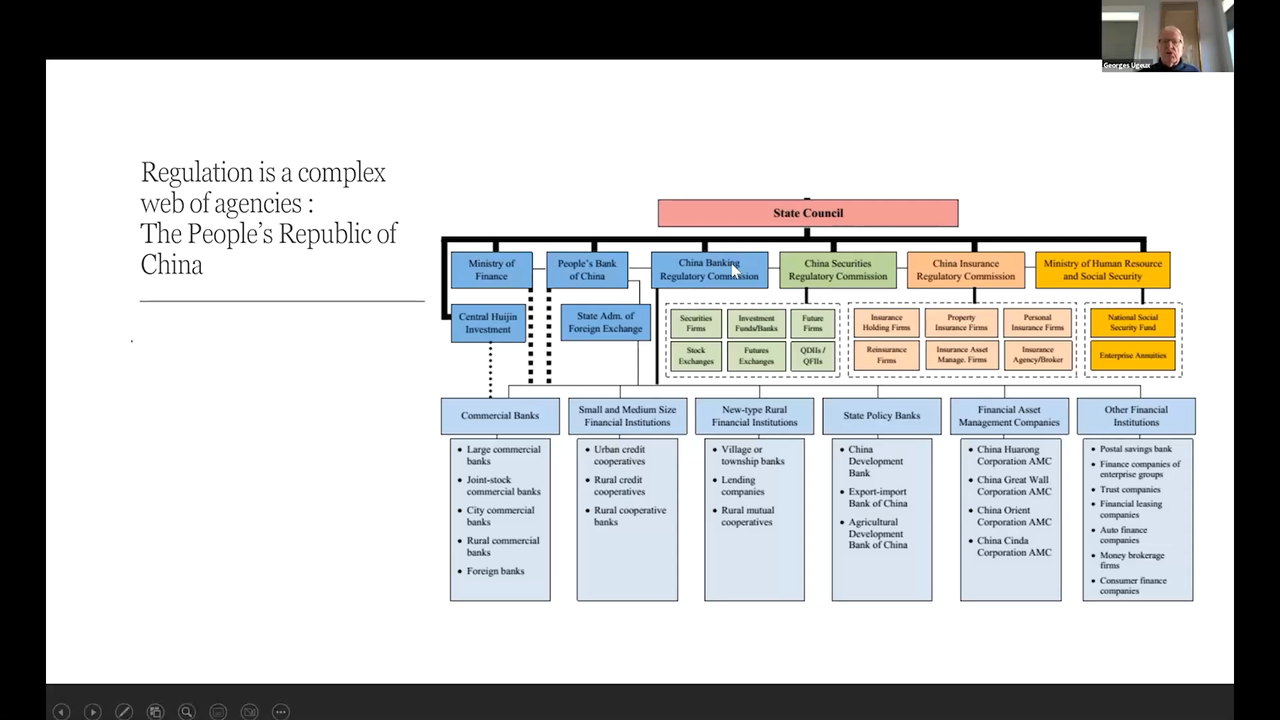 Georges Ugeux
Regulation is a complex
web of agencies :
The People's Republic of
China
.
State Council
Ministry of
Finance
People's Bank
of China
China Banking
Regulatory Commission
China Securities
Regulatory Commission
China Insurance
Regulatory Commission
Ministry of Human Resource
and Social Security
Central Huijin
Investment
State Adm. of
Foreign Exchange
Securities
Firms
Investment
Funds/Banks
Future
Firms
Stock
Exchanges
Futures
Exchanges
QDIIs /
QFIIs
Insurance
Holding Firms
Property
Insurance Firms
Personal
Insurance Firms
Reinsurance
Firms
Insurance Asset
Manage. Firms
Insurance
Agency/Broker
National Social
Security Fund
Enterprise Annuities
Commercial Banks
Small and Medium Size
Financial Institutions
New-type Rural
Financial Institutions
State Policy Banks
Financial Asset
Management Companies
Other Financial
Institutions
• Large commercial
banks
• Joint-stock
commercial banks
• City commercial
banks
• Rural commercial
banks
• Foreign banks
• Urban credit
cooperatives
• Rural credit
cooperatives
• Rural cooperative
banks
• Village or
township banks
• Lending
companies
• Rural mutual
cooperatives
• China
Development
Bank
• Export-import
Bank of China
• Agricultural
Development
Bank of China
• China Huarong
Corporation AMC
• China Great Wall
Corporation AMC
• China Orient
Corporation AMC
• China Cinda
Corporation AMC
• Postal savings bank
• Finance companies of
enterprise groups
• Trust companies
• Financial leasing
companies
• Auto finance
companies
• Money brokerage
firms
• Consumer finance
companies